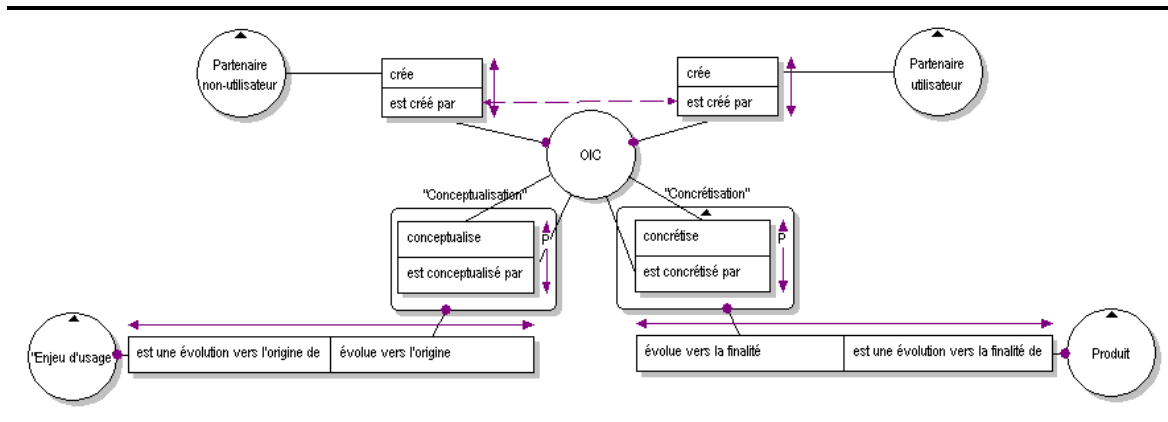 Partenaire
non-utilisateur
crée
est créé par
crée
est créé par
Partenaire
utilisateur
OIC
"Conceptualisation"
"Concrétisation"
conceptualise
est conceptualisé par
P
concrétise
est concrétisé par
P
"Enjeu d'usage
est une évolution vers l'origine de
évolue vers l'origine
évolue vers la finalité
est une évolution vers la finalité de
Produit